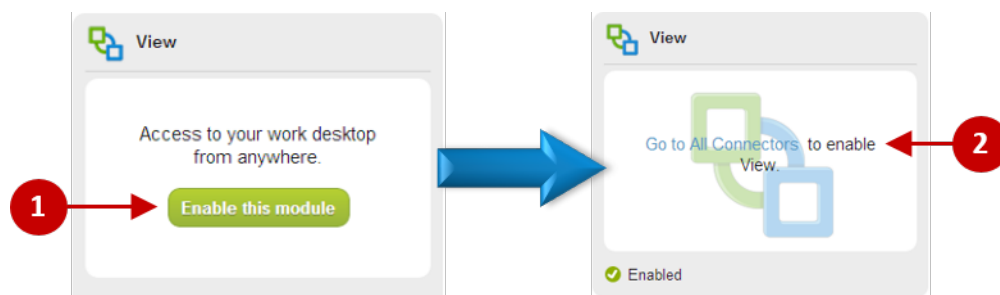 View
Access to your work desktop
from anywhere.
1
Enable this module
View
Go to All Connectors to enable
View.
2
Enabled